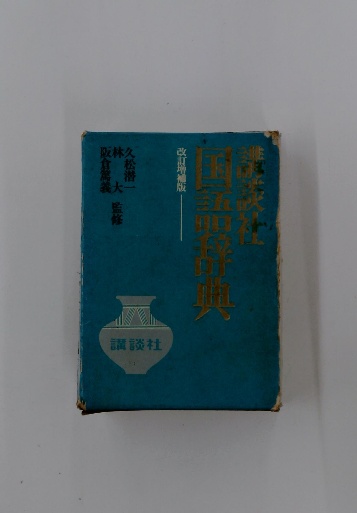 講談社
国語辞典
改訂増補版
久松潜一
林大
阪倉篤義
監修
講談社